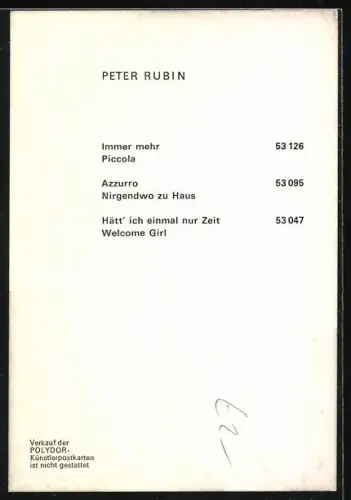 PETER RUBIN
Immer mehr 53 126
Piccola
Azzurro 53 095
Nirgendwo zu Haus
Hätt' ich einmal nur Zeit 53 047
Welcome Girl
Verkauf der
POLYDOR-
Künstlerpostkarten
ist nicht gestattet